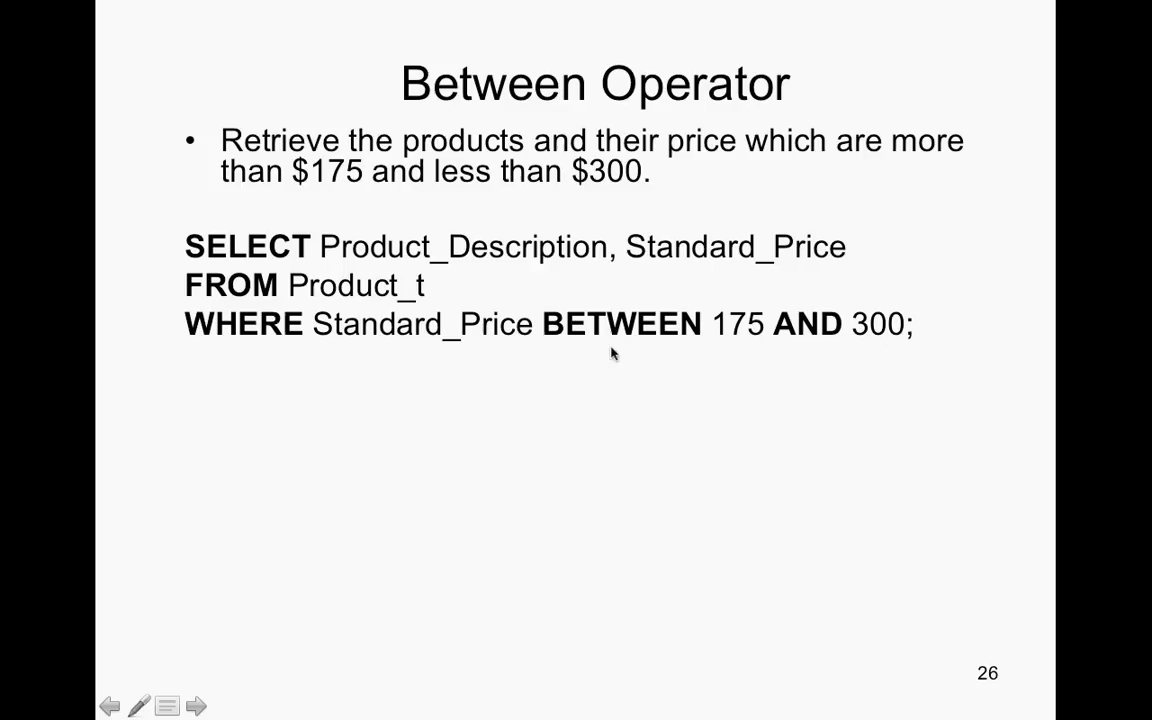 Between Operator
• Retrieve the products and their price which are more
than $175 and less than $300.
SELECT Product_Description, Standard_Price
FROM Product_t
WHERE Standard_Price BETWEEN 175 AND 300;
26